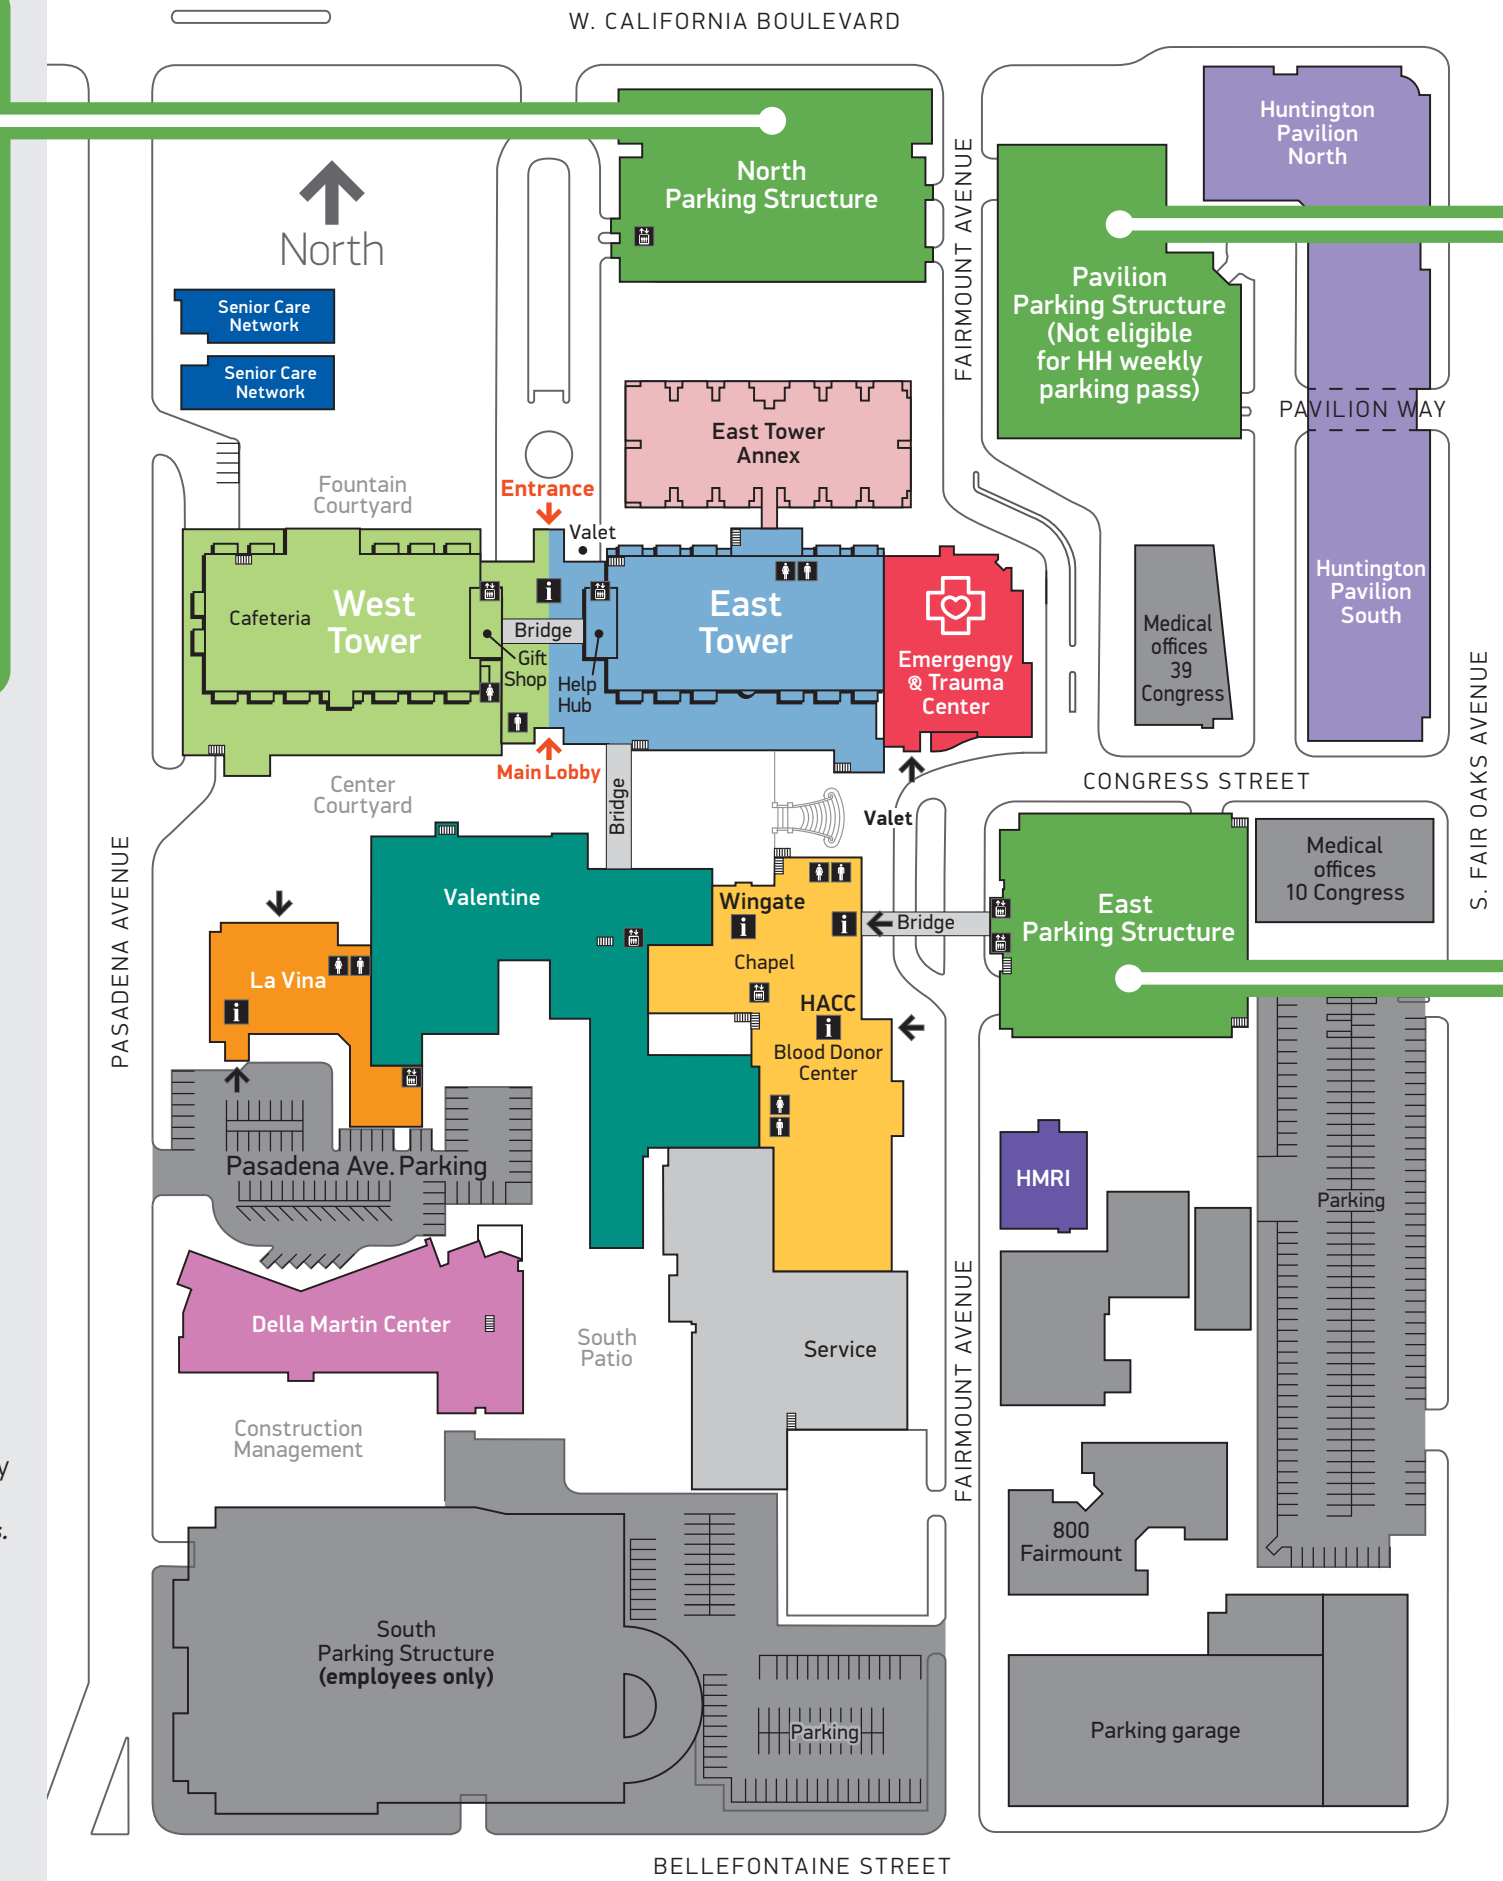 W. CALIFORNIA BOULEVARD
Huntington
Pavilion
North
North
Parking Structure
FAIRMOUNT AVENUE
North
Pavilion
Parking Structure
(Not eligible
for HH weekly
parking pass)
Senior Care
Network
Senior Care
Network
PAVILION WAY
East Tower
Annex
Fountain
Courtyard
Entrance
Valet
Cafeteria
West
Tower
i
Bridge
Gift
Shop
Help
Hub
East
Tower
Emergengy
& Trauma
Center
Medical
offices
39
Congress
Huntington
Pavilion
South
Main Lobby
Center
Courtyard
Bridge
Valet
CONGRESS STREET
S. FAIR OAKS AVENUE
PASADENA AVENUE
Valentine
Wingate
i
i
Bridge
East
Parking Structure
Medical
offices
10 Congress
La Vina
i
Chapel
HACC
i
Blood Donor
Center
Pasadena Ave. Parking
HMRI
Parking
Della Martin Center
South
Patio
Service
FAIRMOUNT AVENUE
Construction
Management
y
s.
800
Fairmount
South
Parking Structure
(employees only)
Parking
Parking garage
BELLEFONTAINE STREET